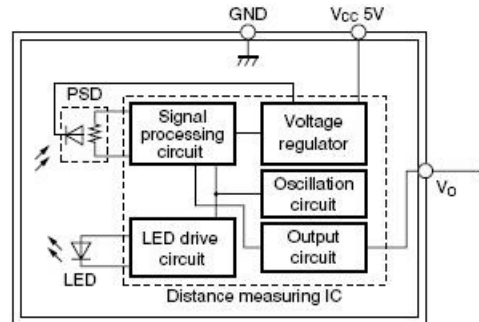 GND
VCC 5V
PSD
Signal
processing
circuit
Voltage
regulator
Oscillation
circuit
VO
LED drive
circuit
Output
circuit
LED
Distance measuring IC